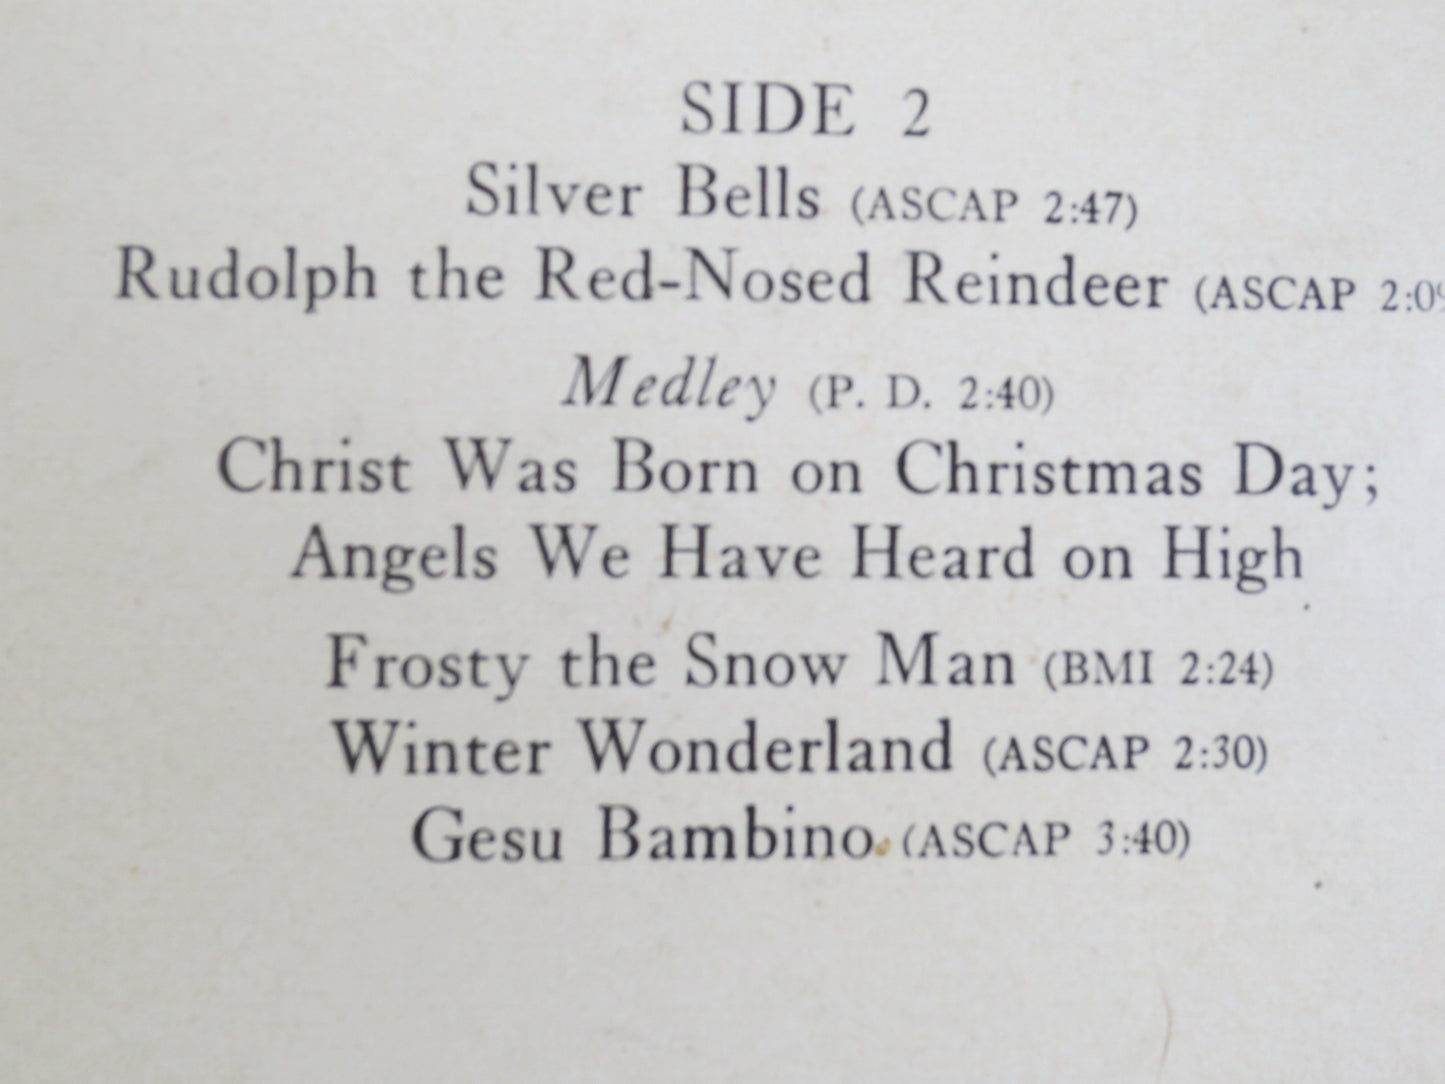 SIDE 2
Silver Bells (ASCAP 2:47)
Rudolph the Red-Nosed Reindeer (ASCAP
Medley (P. D. 2:40)
Christ Was Born on Christmas Day;
Angels We Have Heard on High
Frosty the Snow Man (BMI 2:24)
Winter Wonderland (ASCAP 2:30)
Gesu Bambino (ASCAP 3:40)